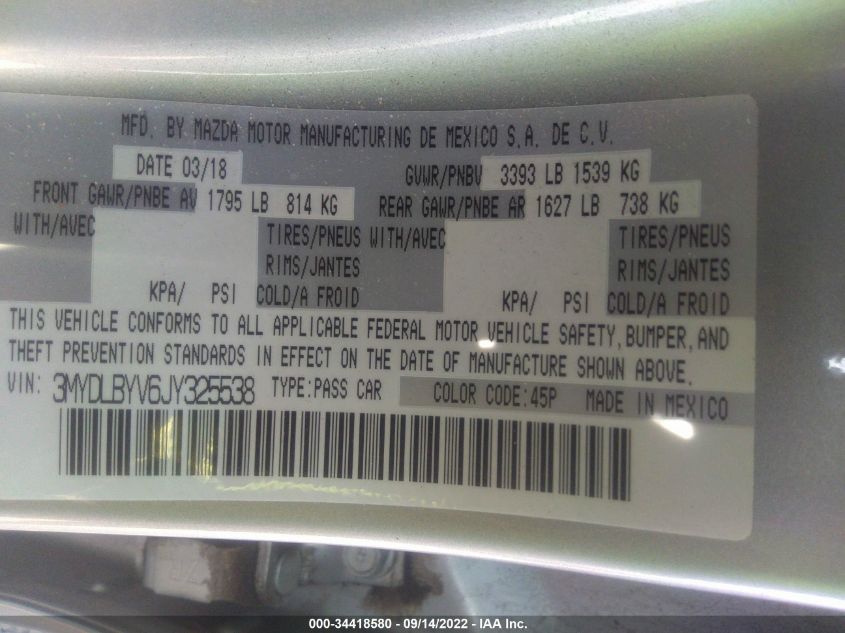 MFD. BY MAZDA MOTOR MANUFACTURING DE MEXICO S.A. DE C.V.
DATE 03/18 GVWR/PNBV 3393 LB 1539 KG
FRONT GAWR/PNBE AV 1795 LB 814 KG REAR GAWR/PNBE AR 1627 LB 738 KG
WITH/AVEC TIRES/PNEUS WITH/AVEC TIRES/PNEUS
RIMS/JANTES RIMS/JANTES
KPA/ PSI COLD/A FROID KPA/ PSI COLD/A FROID
THIS VEHICLE CONFORMS TO ALL APPLICABLE FEDERAL MOTOR VEHICLE SAFETY, BUMPER, AND
THEFT PREVENTION STANDARDS IN EFFECT ON THE DATE OF MANUFACTURE SHOWN ABOVE.
VIN: 3MYDLBYV6JY325538 TYPE:PASS CAR COLOR CODE:45P MADE IN MEXICO
000-34418580 - 09/14/2022 - IAA Inc.